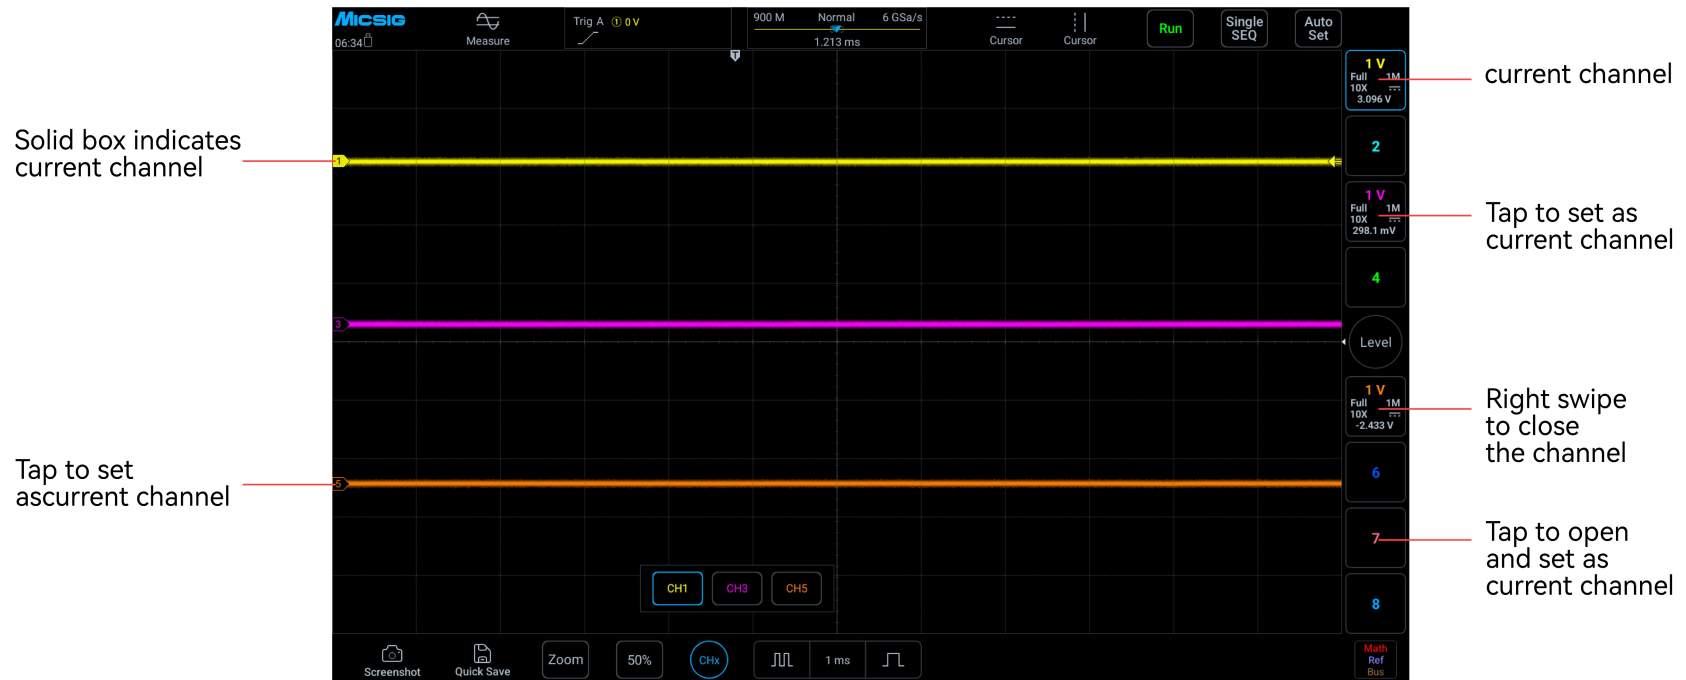 Micsig
06:34
Measure
Trig A ① 0 V
900 M Normal 6 GSa/s
1.213 ms
Cursor
Cursor
Run
Single
SEQ
Auto
Set
T
1 V
Full 1M
10X
3.096 V
current channel
Solid box indicates
current channel
1
2
1 V
Full 1M
10X
298.1 mV
Tap to set as
current channel
4
3
Level
1 V
Full 1M
10X
-2.433 V
Right swipe
to close
the channel
Tap to set
ascurrent channel
5
6
7
Tap to open
and set as
current channel
CH1 CH3 CH5
8
Screenshot
Quick Save
Zoom
50%
CHx
1 ms
Math
Ref
Bus